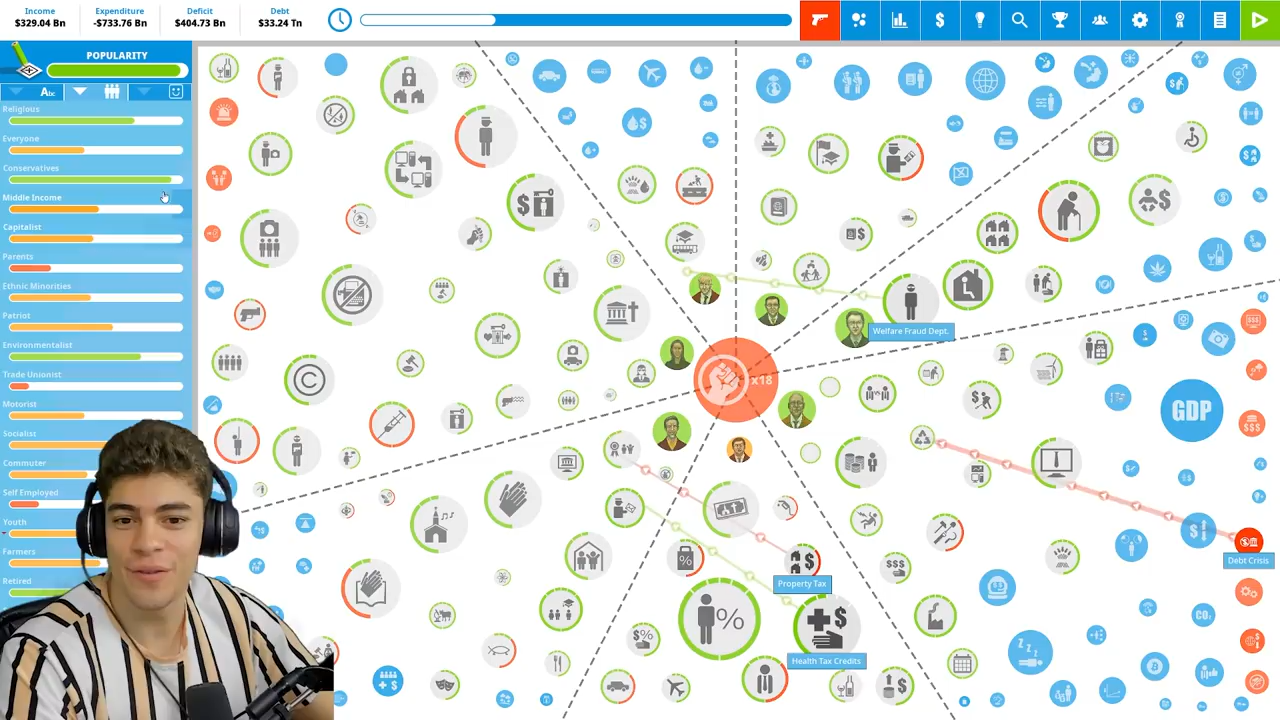 Income
$329.04 Bn
Expenditure
-$733.76 Bn
Deficit
$404.73 Bn
Debt
$33.24 Tn
POPULARITY
ABC
Religious
Everyone
Conservatives
Middle Income
Capitalist
Parents
Ethnic Minorities
Patriot
Environmentalist
Trade Unionist
Motorist
Socialist
Commuter
Self Employed
Youth
Farmers
Retired
x18
Welfare Fraud Dept.
GDP
Debt Crisis
Property Tax
Health Tax Credits